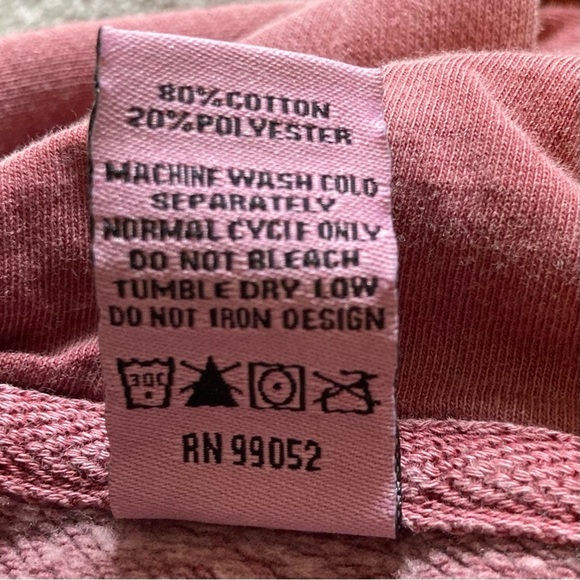 80%COTTON
20%POLYESTER
MACHINE WASH COLD
SEPARATELY
NORMAL CYCLE ONLY
DO NOT BLEACH
TUMBLE DRY LOW
DO NOT IRON DESIGN
30C
RN 99052